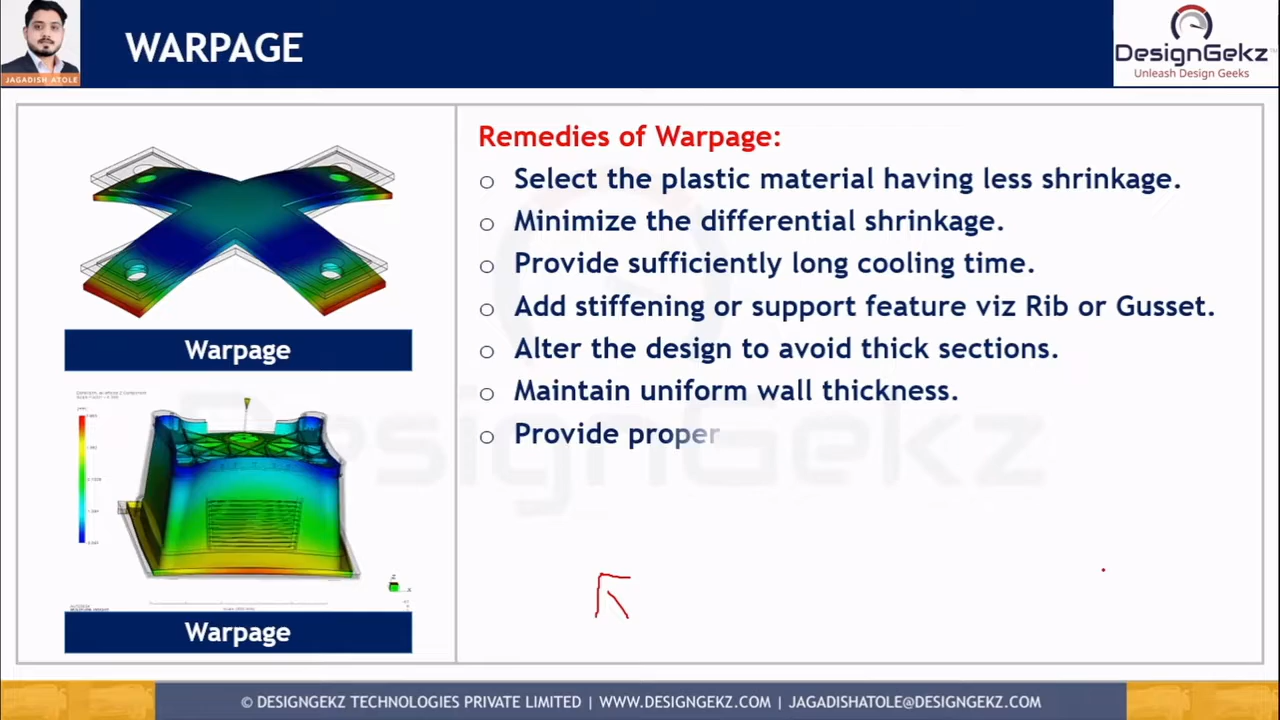 JAGADISH ATOLE
WARPAGE
DesignGekz
Unleash Design Geeks
Warpage
Warpage
Remedies of Warpage:
○ Select the plastic material having less shrinkage.
○ Minimize the differential shrinkage.
○ Provide sufficiently long cooling time.
○ Add stiffening or support feature viz Rib or Gusset.
○ Alter the design to avoid thick sections.
○ Maintain uniform wall thickness.
○ Provide proper
DesignGekz
© DESIGNGEKZ TECHNOLOGIES PRIVATE LIMITED | WWW.DESIGNGEKZ.COM | JAGADISHATOLE@DESIGNGEKZ.COM